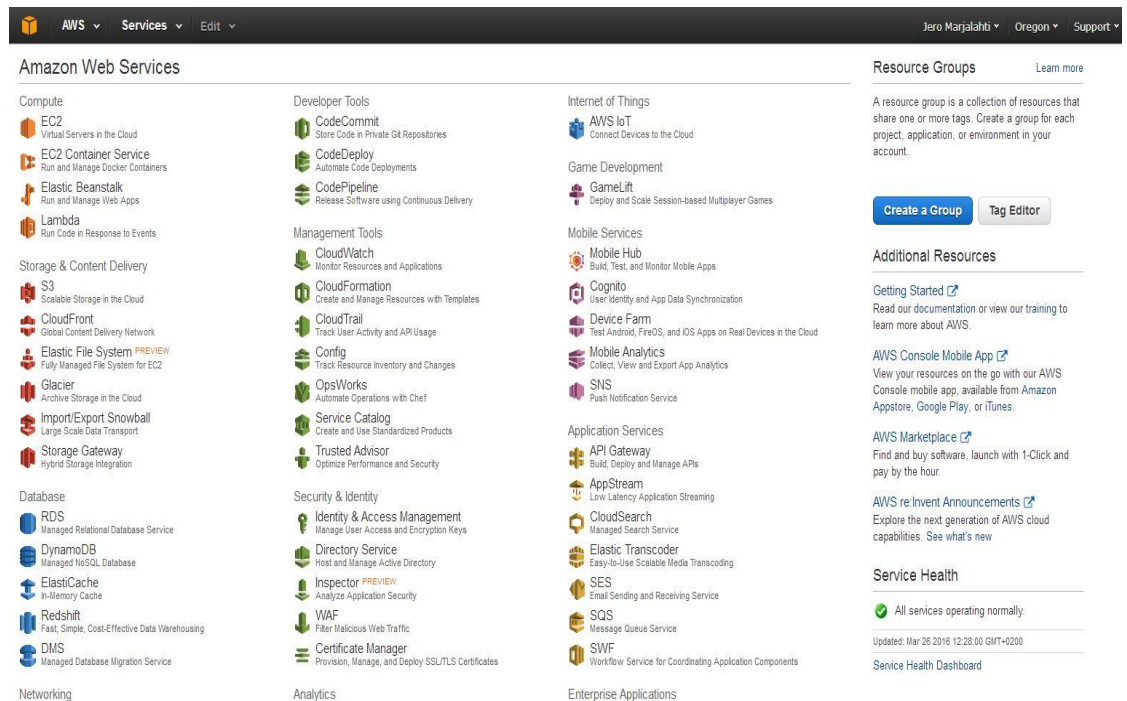 AWS Services Edit Jero Marjalahti Oregon Support
Amazon Web Services
Compute
EC2
Virtual Servers in the Cloud
EC2 Container Service
Run and Manage Docker Containers
Elastic Beanstalk
Run and Manage Web Apps
Lambda
Run Code in Response to Events
Storage & Content Delivery
S3
Scalable Storage in the Cloud
CloudFront
Global Content Delivery Network
Elastic File System PREVIEW
Fully Managed File System for EC2
Glacier
Archive Storage in the Cloud
Import/Export Snowball
Large Scale Data Transport
Storage Gateway
Hybrid Storage Integration
Database
RDS
Managed Relational Database Service
DynamoDB
Managed NoSQL Database
ElastiCache
In-Memory Cache
Redshift
Fast, Simple, Cost-Effective Data Warehousing
DMS
Managed Database Migration Service
Networking
Developer Tools
CodeCommit
Store Code in Private Git Repositories
CodeDeploy
Automate Code Deployments
CodePipeline
Release Software using Continuous Delivery
Management Tools
CloudWatch
Monitor Resources and Applications
CloudFormation
Create and Manage Resources with Templates
CloudTrail
Track User Activity and API Usage
Config
Track Resource Inventory and Changes
OpsWorks
Automate Operations with Chef
Service Catalog
Create and Use Standardized Products
Trusted Advisor
Optimize Performance and Security
Security & Identity
Identity & Access Management
Manage User Access and Encryption Keys
Directory Service
Host and Manage Active Directory
Inspector PREVIEW
Analyze Application Security
WAF
Filter Malicious Web Traffic
Certificate Manager
Provision, Manage, and Deploy SSL/TLS Certificates
Analytics
Internet of Things
AWS IoT
Connect Devices to the Cloud
Game Development
GameLift
Deploy and Scale Session-based Multiplayer Games
Mobile Services
Mobile Hub
Build, Test, and Monitor Mobile Apps
Cognito
User Identity and App Data Synchronization
Device Farm
Test Android, FireOS, and iOS Apps on Real Devices in the Cloud
Mobile Analytics
Collect, View and Export App Analytics
SNS
Push Notification Service
Application Services
API Gateway
Build, Deploy and Manage APIs
AppStream
Low Latency Application Streaming
CloudSearch
Managed Search Service
Elastic Transcoder
Easy-to-Use Scalable Media Transcoding
SES
Email Sending and Receiving Service
SQS
Message Queue Service
SWF
Workflow Service for Coordinating Application Components
Enterprise Applications
Resource Groups Learn more
A resource group is a collection of resources that
share one or more tags. Create a group for each
project, application, or environment in your
account.
Create a Group Tag Editor
Additional Resources
Getting Started
Read our documentation or view our training to
learn more about AWS.
AWS Console Mobile App
View your resources on the go with our AWS
Console mobile app, available from Amazon
Appstore, Google Play, or iTunes.
AWS Marketplace
Find and buy software, launch with 1-Click and
pay by the hour.
AWS re:Invent Announcements
Explore the next generation of AWS cloud
capabilities. See what's new
Service Health
All services operating normally.
Updated: Mar 26 2016 12:28:00 GMT+0200
Service Health Dashboard